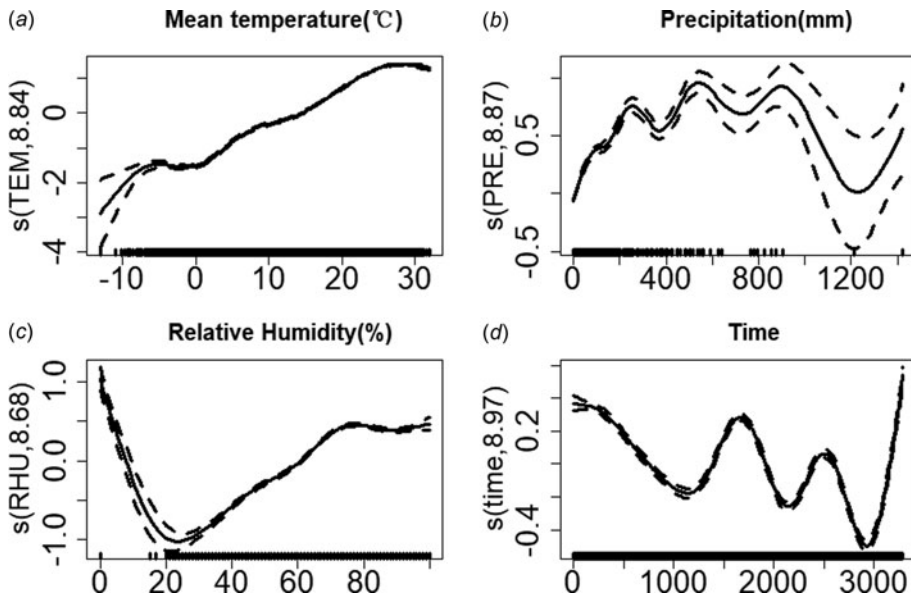 (a) Mean temperature(℃)
s(TEM,8.84)
0
-2
-4
-10 0 10 20 30
(b) Precipitation(mm)
s(PRE,8.87)
0.5
-0.5
0 400 800 1200
(c) Relative Humidity(%)
s(RHU,8.68)
1.0
0.0
-1.0
0 20 40 60 80
(d) Time
s(time,8.97)
0.2
-0.4
0 1000 2000 3000